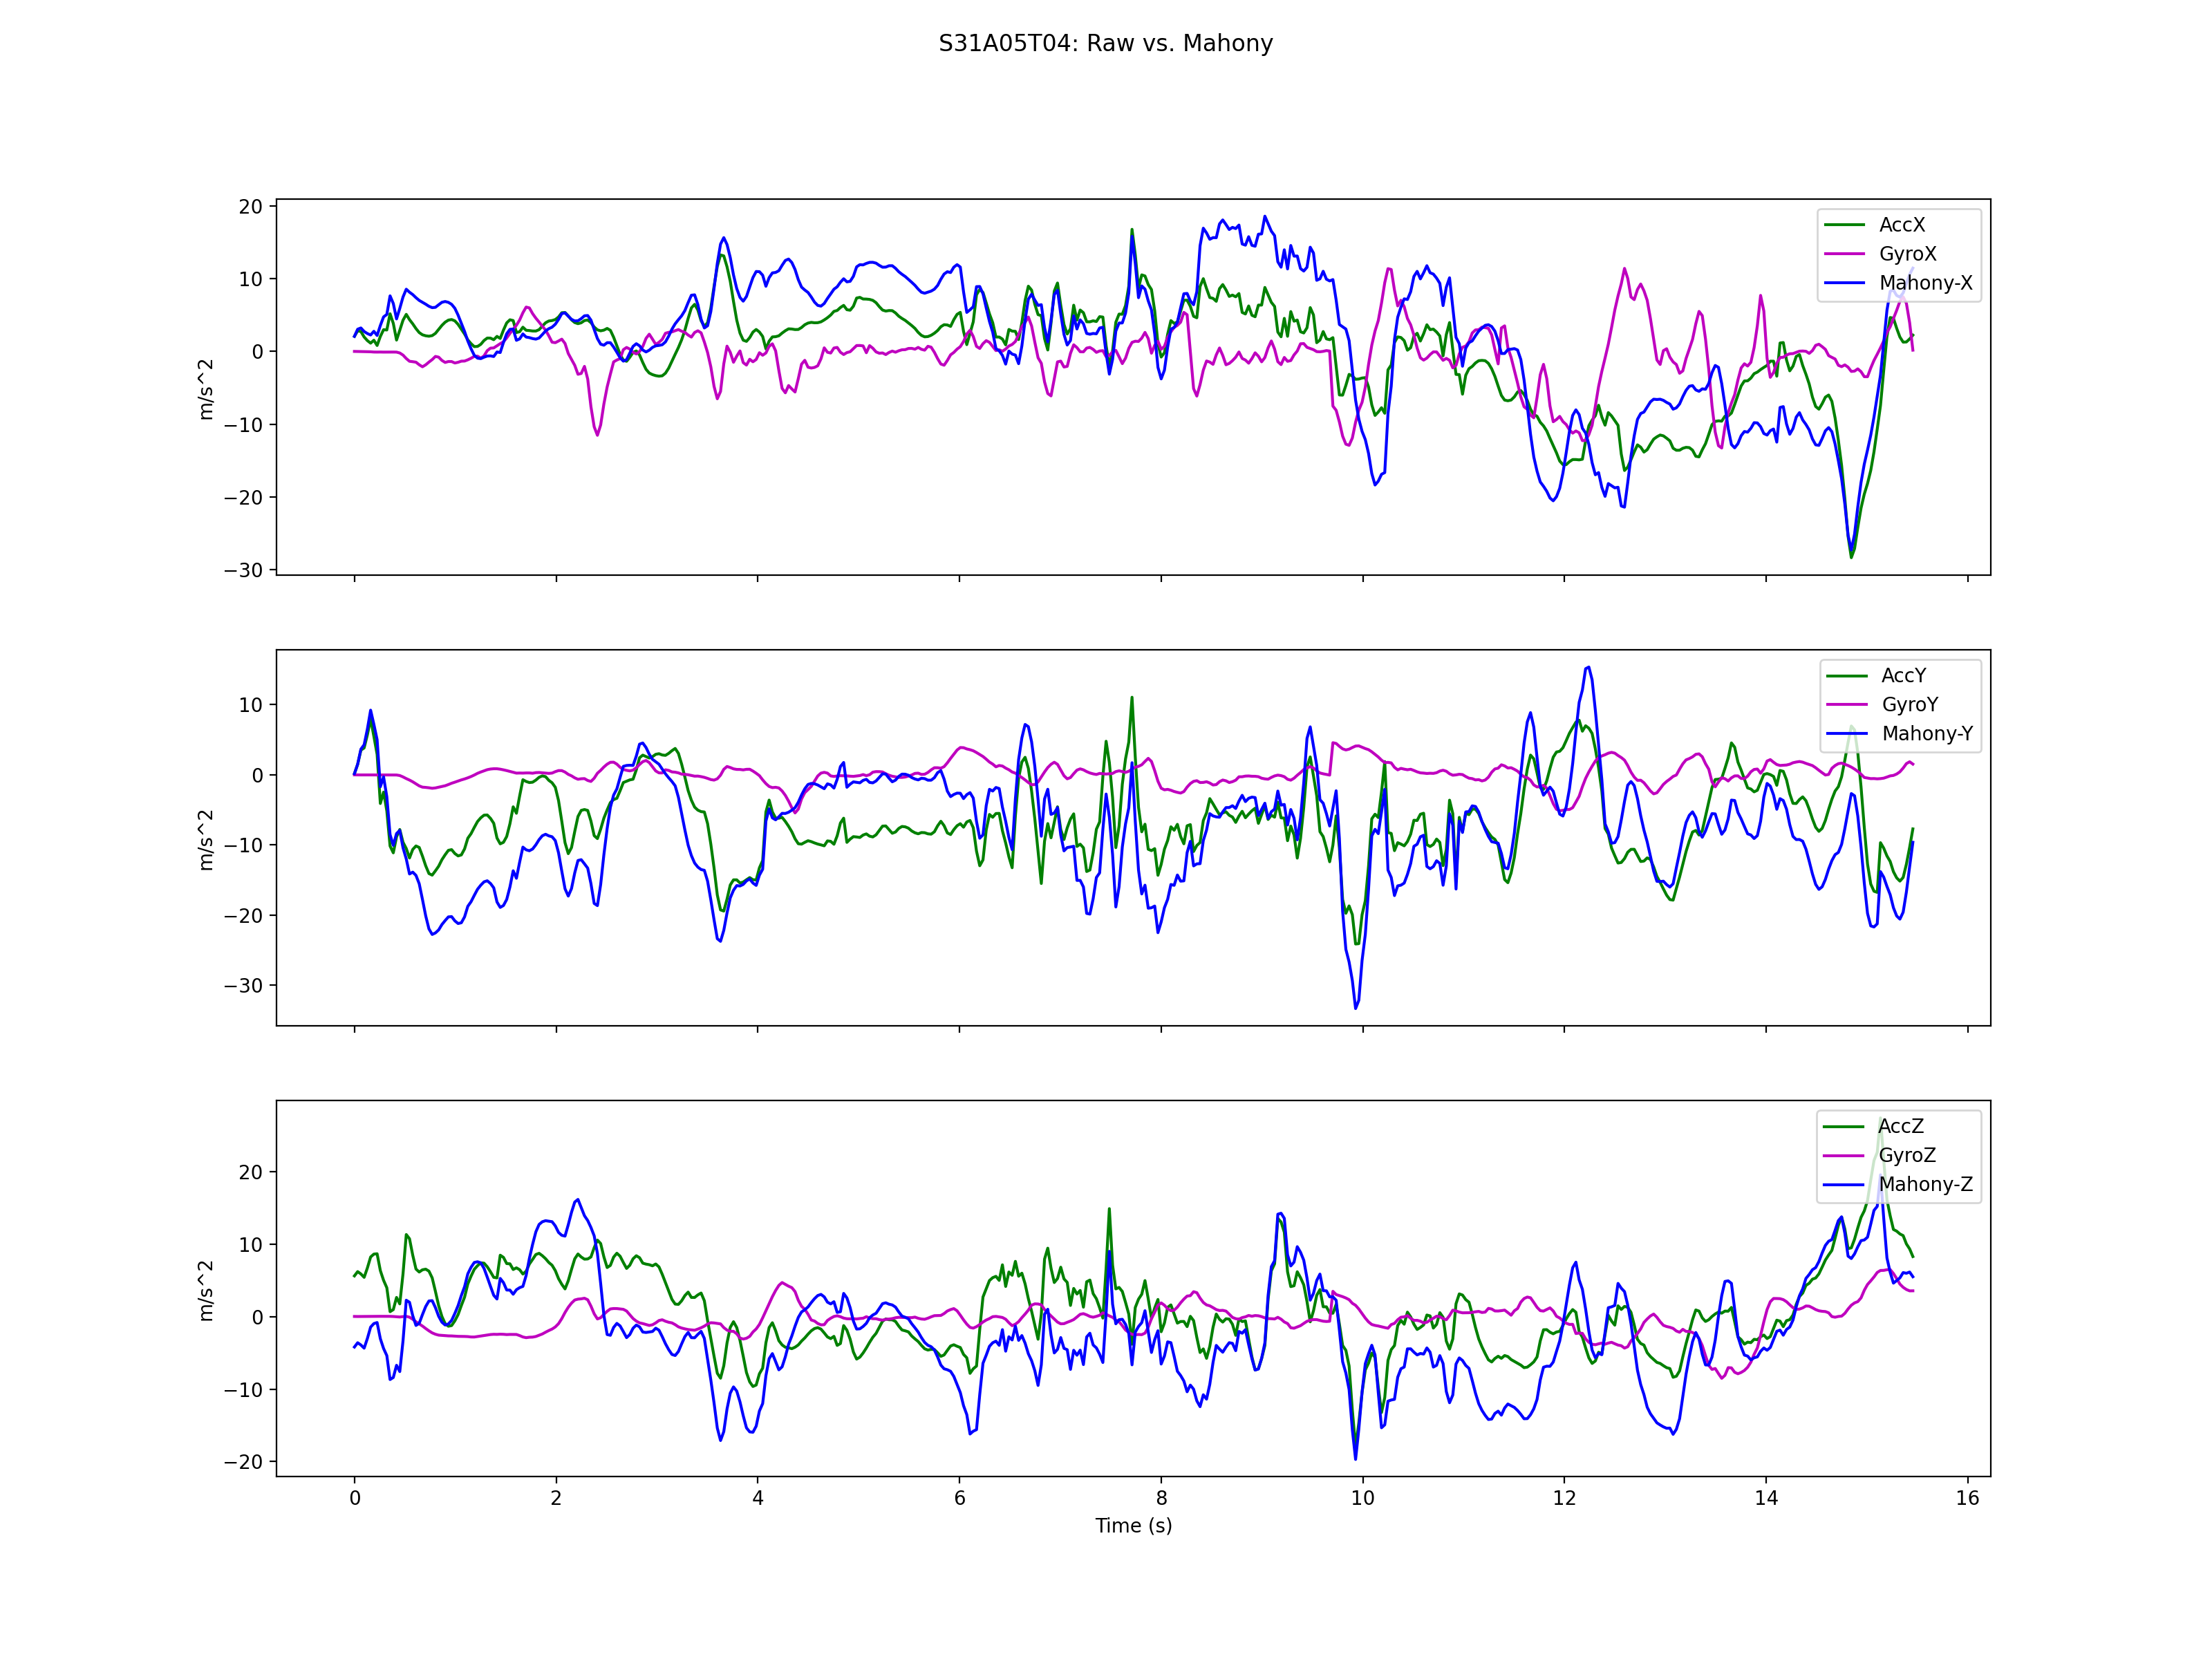 S31A05T04: Raw vs. Mahony
20
10
0
−10
−20
−30
m/s^2
AccX
GyroX
Mahony-X
10
0
−10
−20
−30
m/s^2
AccY
GyroY
Mahony-Y
20
10
0
−10
−20
m/s^2
AccZ
GyroZ
Mahony-Z
0 2 4 6 8 10 12 14 16
Time (s)